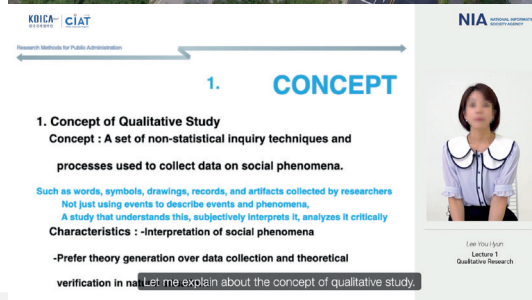 KOICA CIAT
NIA NATIONAL INFORMATION SOCIETY AGENCY
Research Methods for Public Administration
1. CONCEPT
1. Concept of Qualitative Study
Concept : A set of non-statistical inquiry techniques and
processes used to collect data on social phenomena.
Such as words, symbols, drawings, records, and artifacts collected by researchers
Not just using events to describe events and phenomena,
A study that understands this, subjectively interprets it, analyzes it critically
Characteristics : -Interpretation of social phenomena
-Prefer theory generation over data collection and theoretical
verification in
Let me explain about the concept of qualitative study.
Lee You Hyun
Lecture 1
Qualitative Research